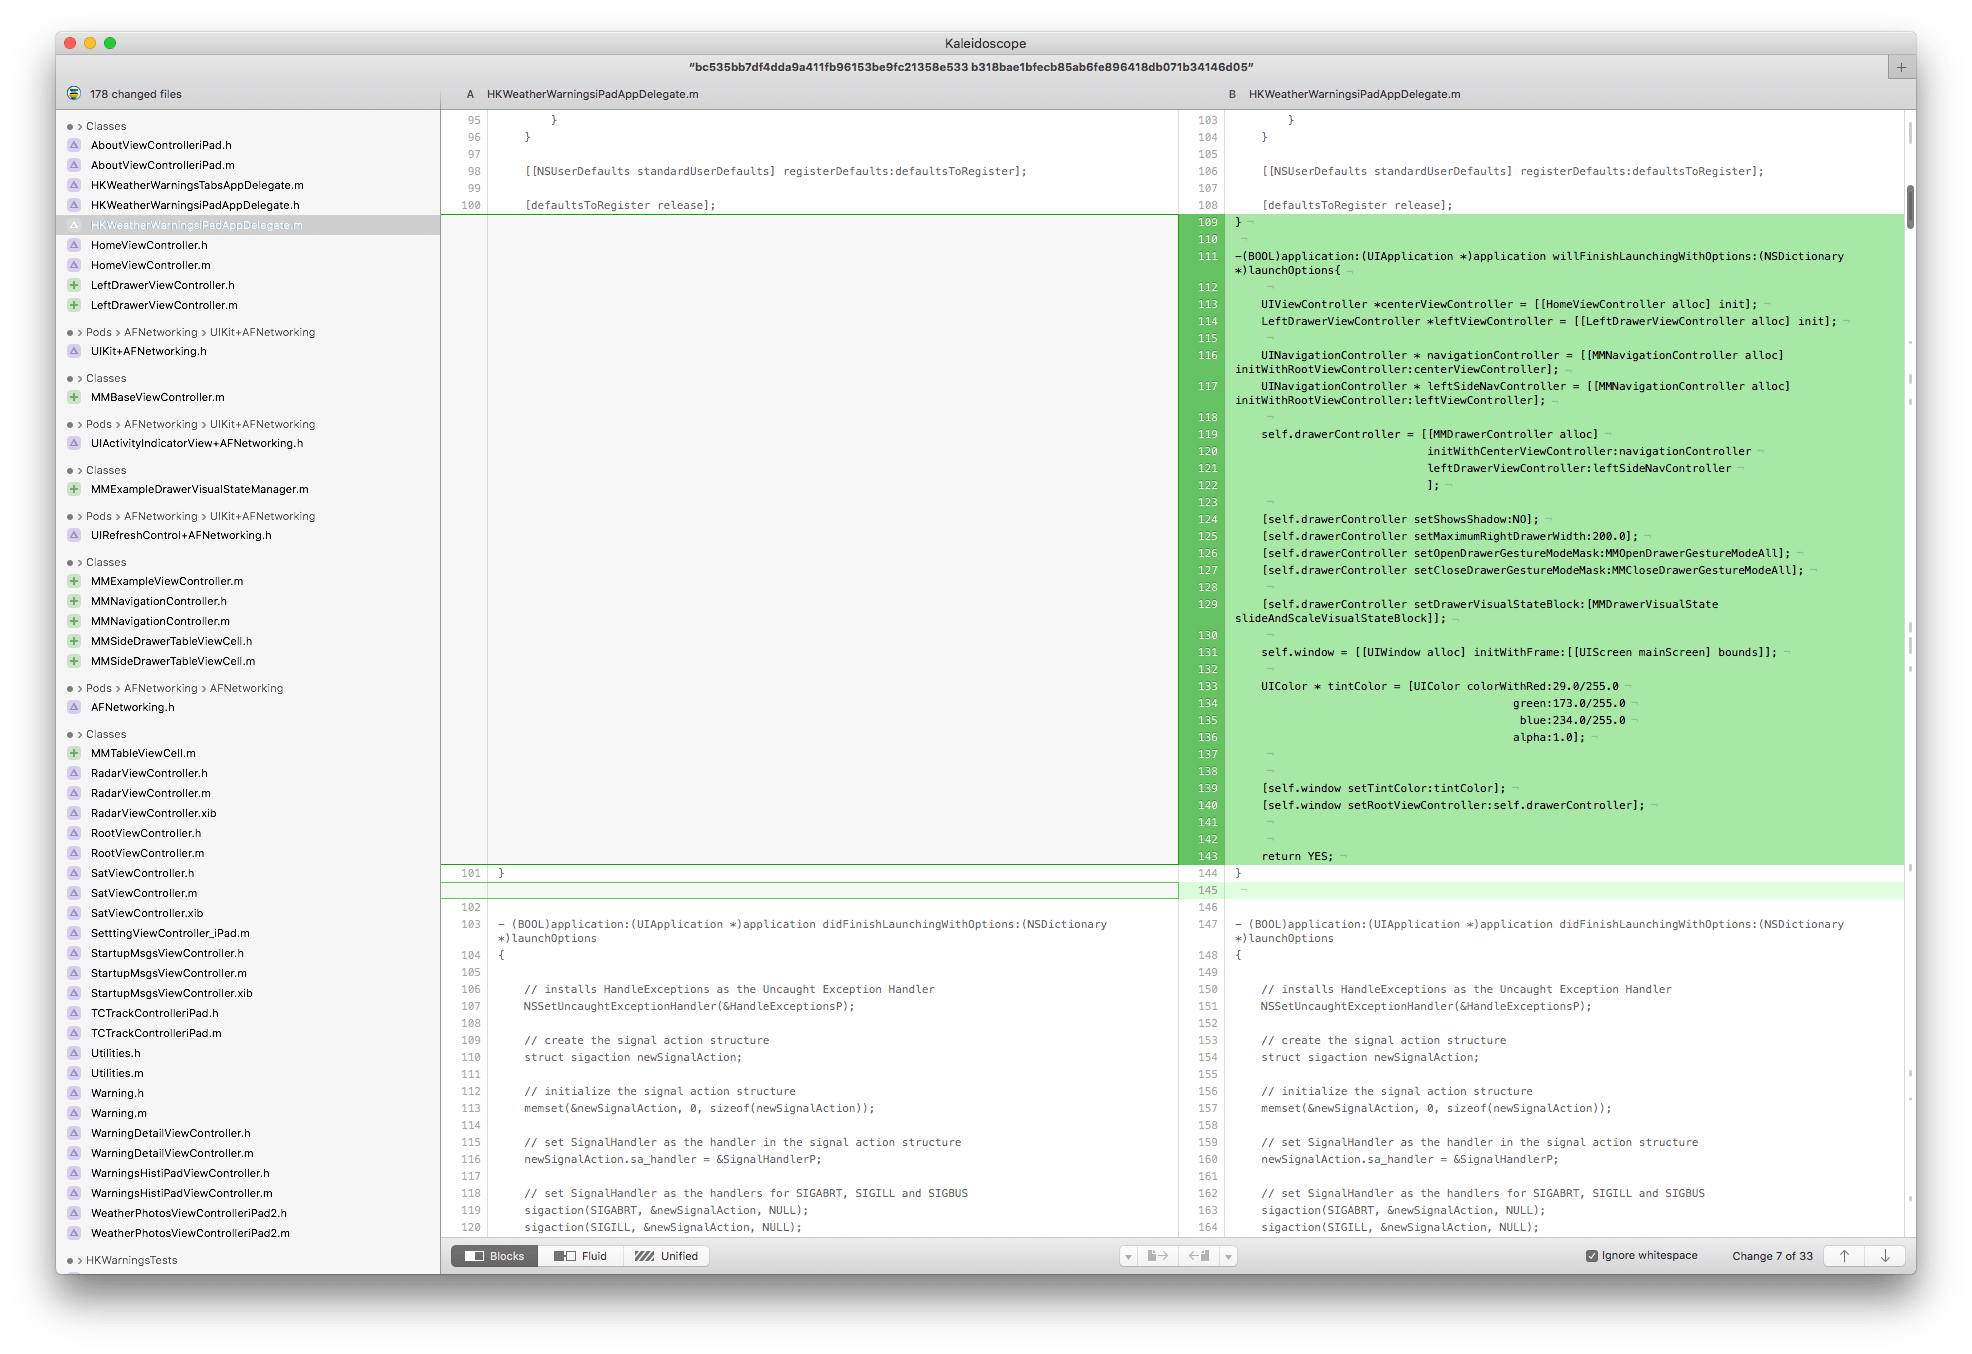 Kaleidoscope
“bc535bb7df4dda9a411fb96153be9fc21358e533 b318bae1bfecb85ab6fe896418db071b34146d05”
178 changed files
A HKWeatherWarningsiPadAppDelegate.m
B HKWeatherWarningsiPadAppDelegate.m
Classes
AboutViewControlleriPad.h
AboutViewControlleriPad.m
HKWeatherWarningsTabsAppDelegate.m
HKWeatherWarningsiPadAppDelegate.h
HKWeatherWarningsiPadAppDelegate.m
HomeViewController.h
HomeViewController.m
LeftDrawerViewController.h
LeftDrawerViewController.m
Pods › AFNetworking › UIKit+AFNetworking
UIKit+AFNetworking.h
Classes
MMBaseViewController.m
Pods › AFNetworking › UIKit+AFNetworking
UIActivityIndicatorView+AFNetworking.h
Classes
MMExampleDrawerVisualStateManager.m
Pods › AFNetworking › UIKit+AFNetworking
UIRefreshControl+AFNetworking.h
Classes
MMExampleViewController.m
MMNavigationController.h
MMNavigationController.m
MMSideDrawerTableViewCell.h
MMSideDrawerTableViewCell.m
Pods › AFNetworking › AFNetworking
AFNetworking.h
Classes
MMTableViewCell.m
RadarViewController.h
RadarViewController.m
RadarViewController.xib
RootViewController.h
RootViewController.m
SatViewController.h
SatViewController.m
SatViewController.xib
SetttingViewController_iPad.m
StartupMsgsViewController.h
StartupMsgsViewController.m
StartupMsgsViewController.xib
TCTrackControlleriPad.h
TCTrackControlleriPad.m
Utilities.h
Utilities.m
Warning.h
Warning.m
WarningDetailViewController.h
WarningDetailViewController.m
WarningsHistiPadViewController.h
WarningsHistiPadViewController.m
WeatherPhotosViewControlleriPad2.h
WeatherPhotosViewControlleriPad2.m
HKWarningsTests
95 }
96 }
97
98 [[NSUserDefaults standardUserDefaults] registerDefaults:defaultsToRegister];
99
100 [defaultsToRegister release];
101 }
102
103 - (BOOL)application:(UIApplication *)application didFinishLaunchingWithOptions:(NSDictionary
*)launchOptions
104 {
105
106 // installs HandleExceptions as the Uncaught Exception Handler
107 NSSetUncaughtExceptionHandler(&HandleExceptionsP);
108
109 // create the signal action structure
110 struct sigaction newSignalAction;
111
112 // initialize the signal action structure
113 memset(&newSignalAction, 0, sizeof(newSignalAction));
114
115 // set SignalHandler as the handler in the signal action structure
116 newSignalAction.sa_handler = &SignalHandlerP;
117
118 // set SignalHandler as the handlers for SIGABRT, SIGILL and SIGBUS
119 sigaction(SIGABRT, &newSignalAction, NULL);
120 sigaction(SIGILL, &newSignalAction, NULL);
103 }
104 }
105
106 [[NSUserDefaults standardUserDefaults] registerDefaults:defaultsToRegister];
107
108 [defaultsToRegister release];
109 }
110
111 -(BOOL)application:(UIApplication *)application willFinishLaunchingWithOptions:(NSDictionary
*)launchOptions{
112
113 UIViewController *centerViewController = [[HomeViewController alloc] init];
114 LeftDrawerViewController *leftViewController = [[LeftDrawerViewController alloc] init];
115
116 UINavigationController * navigationController = [[MMNavigationController alloc]
initWithRootViewController:centerViewController];
117 UINavigationController * leftSideNavController = [[MMNavigationController alloc]
initWithRootViewController:leftViewController];
118
119 self.drawerController = [[MMDrawerController alloc]
120 initWithCenterViewController:navigationController
121 leftDrawerViewController:leftSideNavController
122 ];
123
124 [self.drawerController setShowsShadow:NO];
125 [self.drawerController setMaximumRightDrawerWidth:200.0];
126 [self.drawerController setOpenDrawerGestureModeMask:MMOpenDrawerGestureModeAll];
127 [self.drawerController setCloseDrawerGestureModeMask:MMCloseDrawerGestureModeAll];
128
129 [self.drawerController setDrawerVisualStateBlock:[MMDrawerVisualState
slideAndScaleVisualStateBlock]];
130
131 self.window = [[UIWindow alloc] initWithFrame:[[UIScreen mainScreen] bounds]];
132
133 UIColor * tintColor = [UIColor colorWithRed:29.0/255.0
134 green:173.0/255.0
135 blue:234.0/255.0
136 alpha:1.0];
137
138
139 [self.window setTintColor:tintColor];
140 [self.window setRootViewController:self.drawerController];
141
142
143 return YES;
144 }
145
146
147 - (BOOL)application:(UIApplication *)application didFinishLaunchingWithOptions:(NSDictionary
*)launchOptions
148 {
149
150 // installs HandleExceptions as the Uncaught Exception Handler
151 NSSetUncaughtExceptionHandler(&HandleExceptionsP);
152
153 // create the signal action structure
154 struct sigaction newSignalAction;
155
156 // initialize the signal action structure
157 memset(&newSignalAction, 0, sizeof(newSignalAction));
158
159 // set SignalHandler as the handler in the signal action structure
160 newSignalAction.sa_handler = &SignalHandlerP;
161
162 // set SignalHandler as the handlers for SIGABRT, SIGILL and SIGBUS
163 sigaction(SIGABRT, &newSignalAction, NULL);
164 sigaction(SIGILL, &newSignalAction, NULL);
Blocks Fluid Unified
Ignore whitespace Change 7 of 33